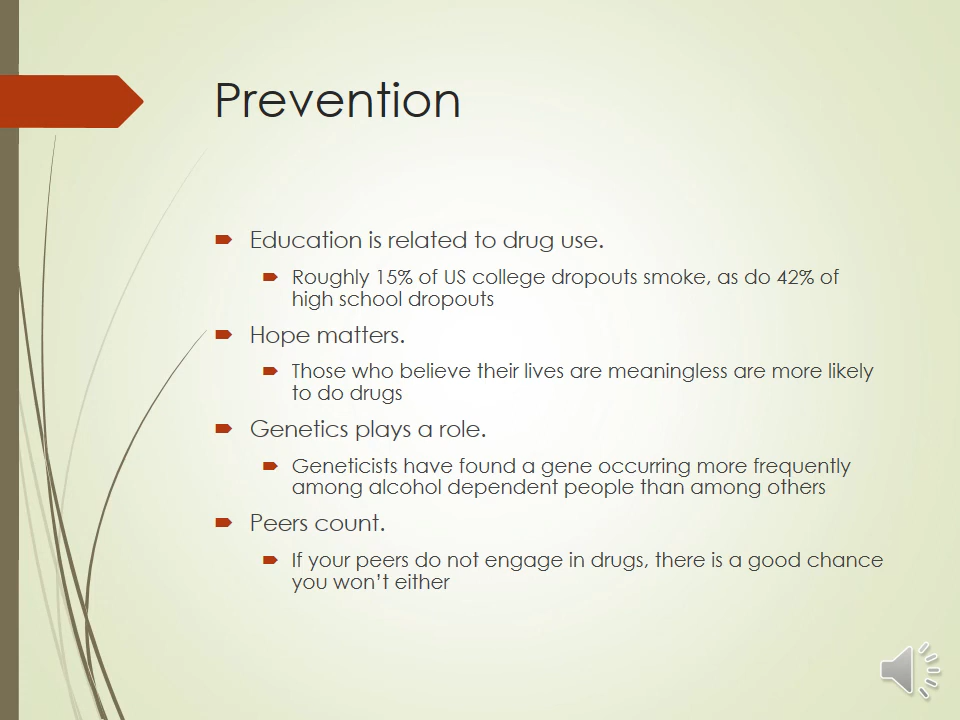 Prevention
Education is related to drug use.
Roughly 15% of US college dropouts smoke, as do 42% of
high school dropouts
Hope matters.
Those who believe their lives are meaningless are more likely
to do drugs
Genetics plays a role.
Geneticists have found a gene occurring more frequently
among alcohol dependent people than among others
Peers count.
If your peers do not engage in drugs, there is a good chance
you won’t either